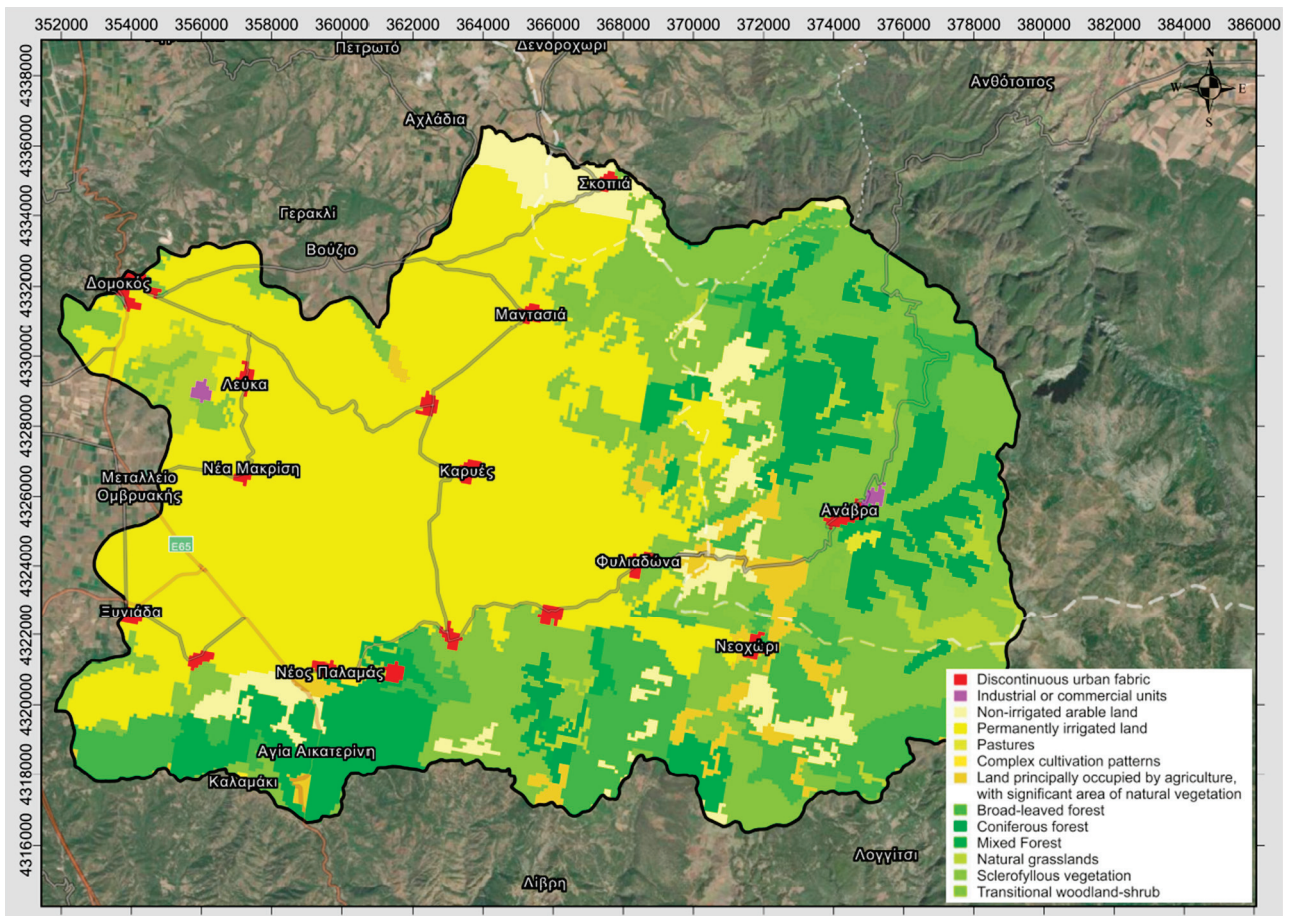 352000 354000 356000 358000 360000 362000 364000 366000 368000 370000 372000 374000 376000 378000 380000 382000 384000 386000
4338000
4336000
4334000
4332000
4330000
4328000
4326000
4324000
4322000
4320000
4318000
4316000
Πετρωτό
Δενδροχωρι
Ανθότοπος
N
W E
S
Αχλάδια
Σκοπιά
Γερακλί
Βούζιο
Δομοκός
Μαντασιά
Λεύκα
Νέα Μακρίση
Καρυές
Μεταλλείο
Ομβρυακής
Ανάβρα
E65
Φυλιαδώνα
Ξυνιάδα
Νεοχώρι
Νέος Παλαμάς
Αγία Αικατερίνη
Καλαμάκι
Λογγίτσι
Λίβρη
Discontinuous urban fabric
Industrial or commercial units
Non-irrigated arable land
Permanently irrigated land
Pastures
Complex cultivation patterns
Land principally occupied by agriculture,
with significant area of natural vegetation
Broad-leaved forest
Coniferous forest
Mixed Forest
Natural grasslands
Sclerofyllous vegetation
Transitional woodland-shrub